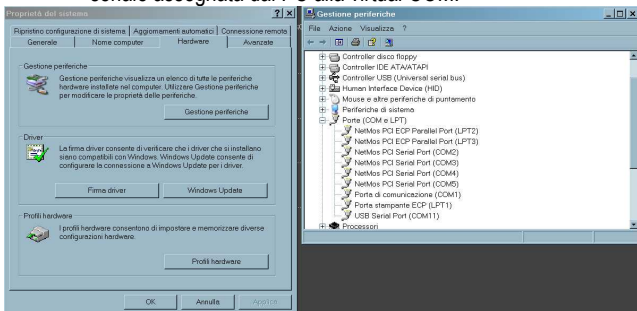 seriale assegnata dal PC alla virtual COM.
Proprietà del sistema
Ripristino configurazione di sistema
Aggiornamenti automatici
Connessione remota
Generale
Nome computer
Hardware
Avanzate
Gestione periferiche
Gestione periferiche visualizza un elenco di tutte le periferiche
hardware installate nel computer. Utilizzare Gestione periferiche
per modificare le proprietà delle periferiche.
Gestione periferiche
Driver
La firma driver consente di verificare che i driver che si installano
siano compatibili con Windows. Windows Update consente di
configurare la connessione a Windows Update per i driver.
Firma driver
Windows Update
Profili hardware
I profili hardware consentono di impostare e memorizzare diverse
configurazioni hardware.
Profili hardware
OK
Annulla
Applica
Gestione periferiche
File Azione Visualizza ?
Controller disco floppy
Controller IDE ATA/ATAPI
Controller USB (Universal serial bus)
Human Interface Device (HID)
Mouse e altre periferiche di puntamento
Periferiche di sistema
Porte (COM e LPT)
NetMos PCI ECP Parallel Port (LPT2)
NetMos PCI ECP Parallel Port (LPT3)
NetMos PCI Serial Port (COM2)
NetMos PCI Serial Port (COM3)
NetMos PCI Serial Port (COM4)
NetMos PCI Serial Port (COM5)
Porta di comunicazione (COM1)
Porta stampante ECP (LPT1)
USB Serial Port (COM11)
Processori